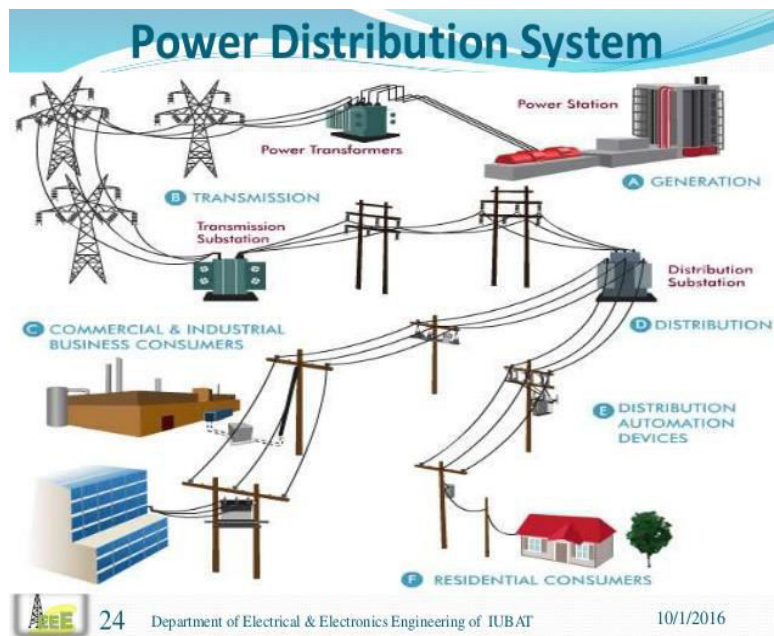 Power Distribution System
Power Station
Power Transformers
A GENERATION
B TRANSMISSION
Transmission
Substation
Distribution
Substation
C COMMERCIAL & INDUSTRIAL
BUSINESS CONSUMERS
D DISTRIBUTION
E DISTRIBUTION
AUTOMATION
DEVICES
F RESIDENTIAL CONSUMERS
EEE
24
Department of Electrical & Electronics Engineering of IUBAT
10/1/2016